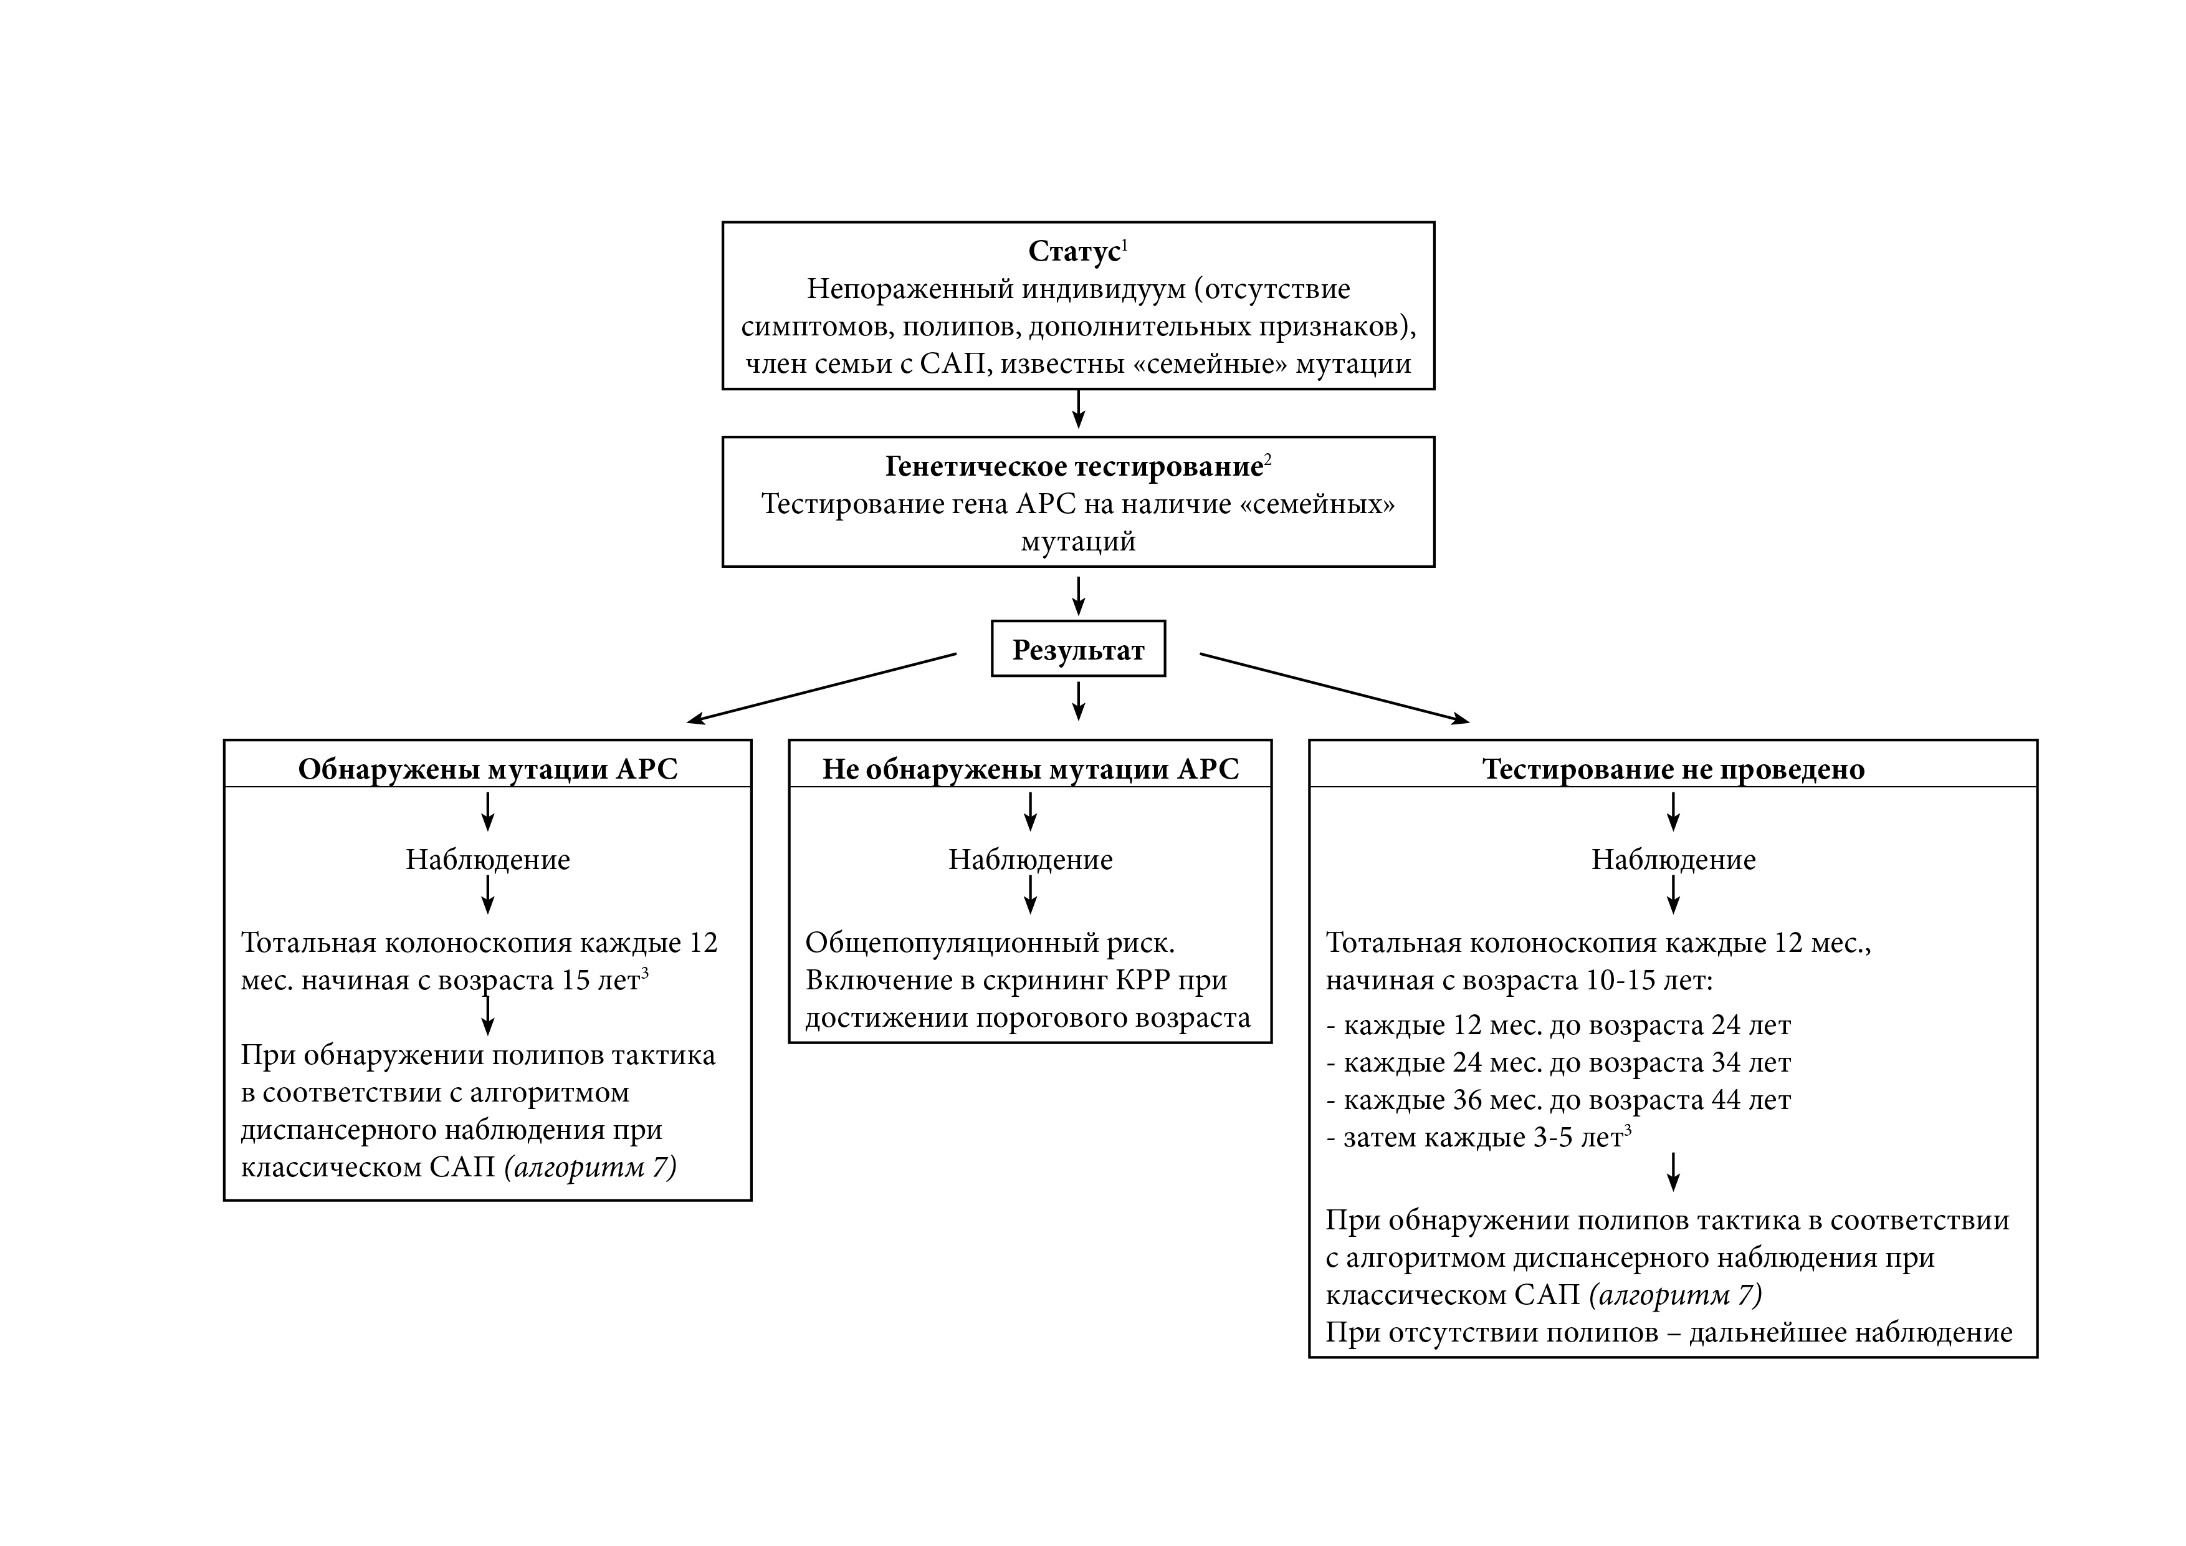 Статус¹
Непораженный индивидуум (отсутствие
симптомов, полипов, дополнительных признаков),
член семьи с САП, известны «семейные» мутации
Генетическое тестирование²
Тестирование гена APC на наличие «семейных»
мутаций
Результат
Обнаружены мутации APC
Наблюдение
Тотальная колоноскопия каждые 12
мес. начиная с возраста 15 лет³
При обнаружении полипов тактика
в соответствии с алгоритмом
диспансерного наблюдения при
классическом САП (алгоритм 7)
Не обнаружены мутации APC
Наблюдение
Общепопуляционный риск.
Включение в скрининг КРР при
достижении порогового возраста
Тестирование не проведено
Наблюдение
Тотальная колоноскопия каждые 12 мес.,
начиная с возраста 10-15 лет:
- каждые 12 мес. до возраста 24 лет
- каждые 24 мес. до возраста 34 лет
- каждые 36 мес. до возраста 44 лет
- затем каждые 3-5 лет³
При обнаружении полипов тактика в соответствии
с алгоритмом диспансерного наблюдения при
классическом САП (алгоритм 7)
При отсутствии полипов – дальнейшее наблюдение